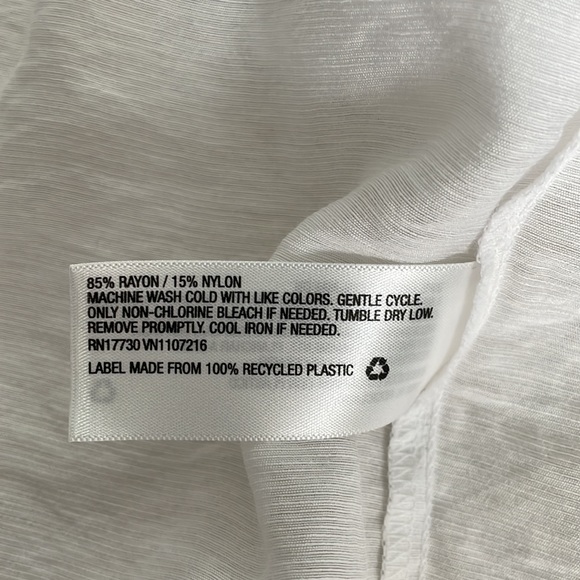 85% RAYON / 15% NYLON
MACHINE WASH COLD WITH LIKE COLORS. GENTLE CYCLE.
ONLY NON-CHLORINE BLEACH IF NEEDED. TUMBLE DRY LOW.
REMOVE PROMPTLY. COOL IRON IF NEEDED.
RN17730 VN1107216
LABEL MADE FROM 100% RECYCLED PLASTIC